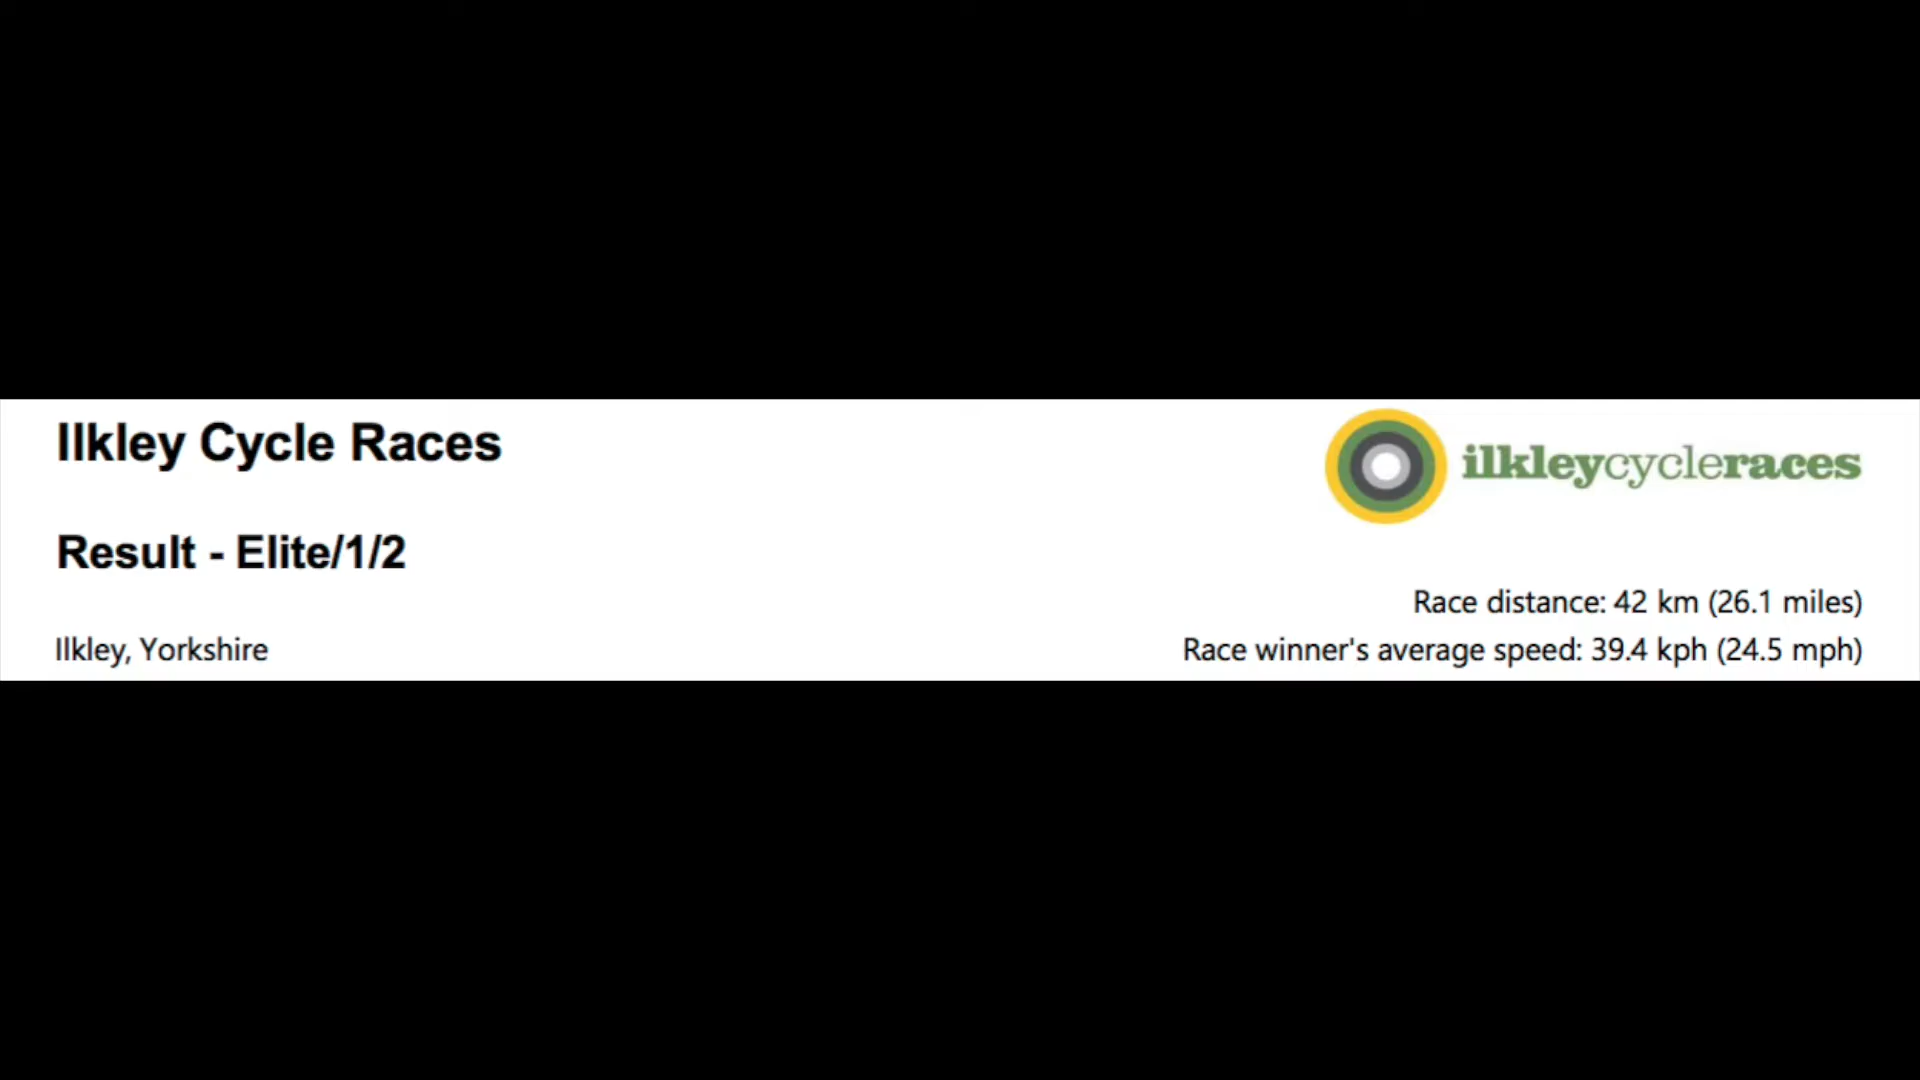 Ilkley Cycle Races
ilkleycycleraces
Result - Elite/1/2
Race distance: 42 km (26.1 miles)
Ilkley, Yorkshire
Race winner's average speed: 39.4 kph (24.5 mph)